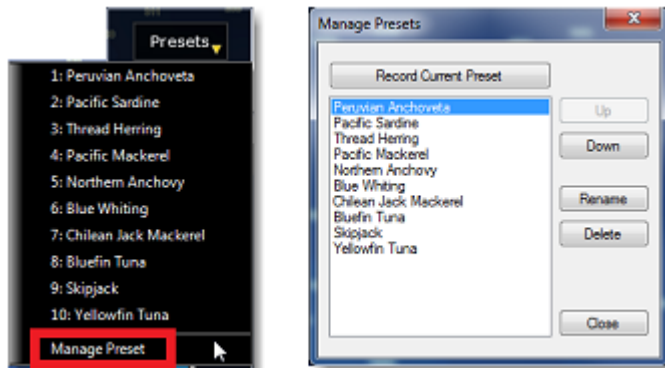 Presets
1: Peruvian Anchoveta
2: Pacific Sardine
3: Thread Herring
4: Pacific Mackerel
5: Northern Anchovy
6: Blue Whiting
7: Chilean Jack Mackerel
8: Bluefin Tuna
9: Skipjack
10: Yellowfin Tuna
Manage Preset
Manage Presets
Record Current Preset
Peruvian Anchoveta
Pacific Sardine
Thread Herring
Pacific Mackerel
Northern Anchovy
Blue Whiting
Chilean Jack Mackerel
Bluefin Tuna
Skipjack
Yellowfin Tuna
Up
Down
Rename
Delete
Close